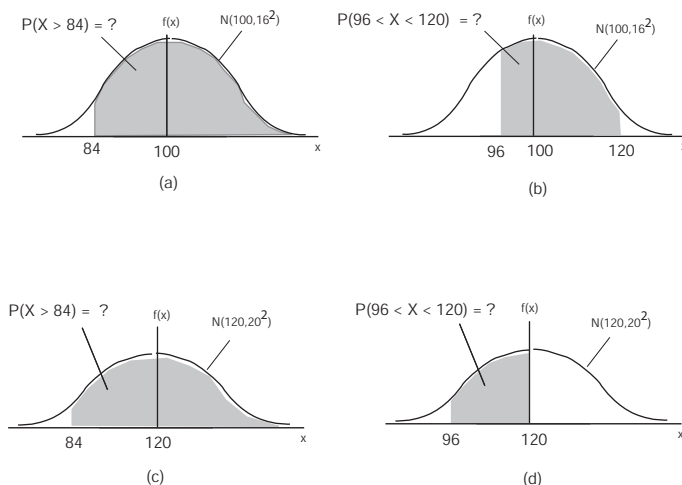 P(X > 84) = ?
f(x)
N(100,16²)
84
100
x
(a)
P(96 < X < 120) = ?
f(x)
N(100,16²)
96
100
120
x
(b)
P(X > 84) = ?
f(x)
N(120,20²)
84
120
x
(c)
P(96 < X < 120) = ?
f(x)
N(120,20²)
96
120
x
(d)